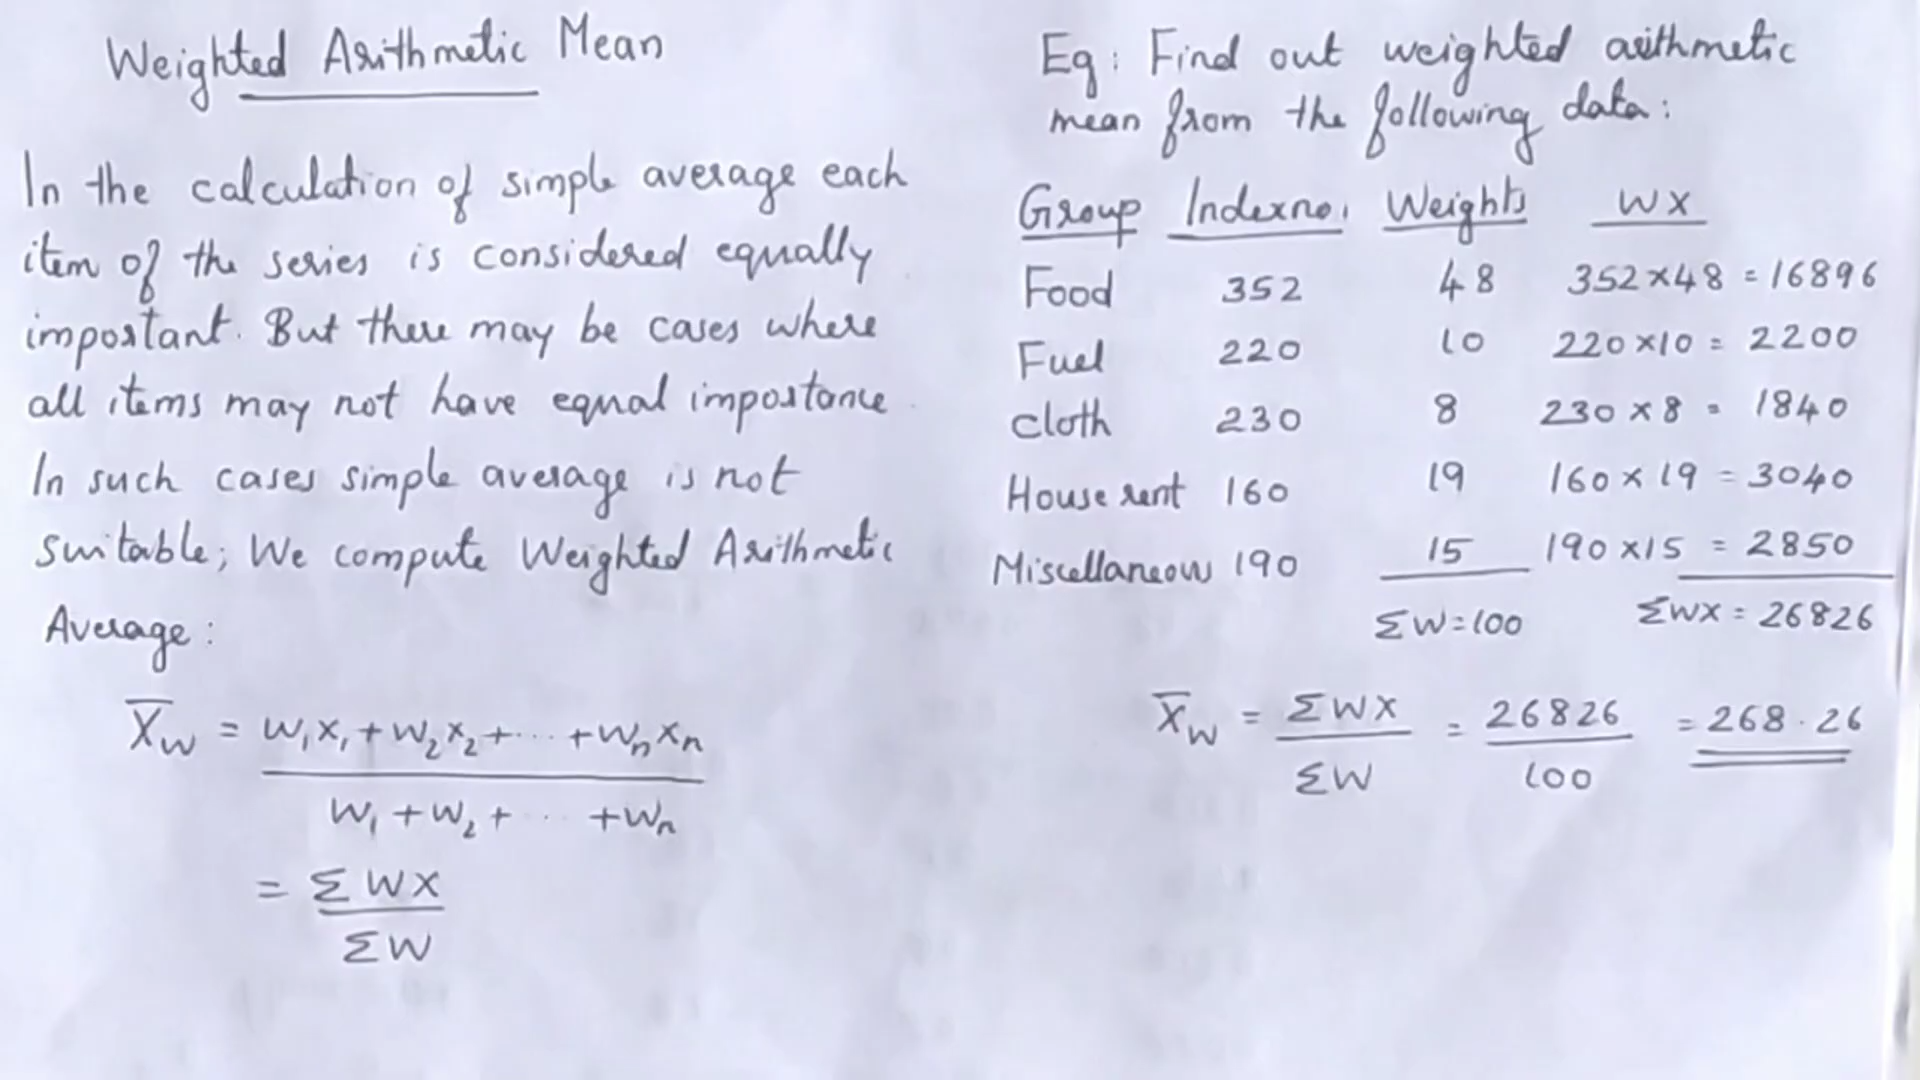 Weighted Arithmetic Mean
In the calculation of simple average each
item of the series is considered equally
important. But there may be cases where
all items may not have equal importance
In such cases simple average is not
suitable; We compute Weighted Arithmetic
Average:
X̄w = W₁X₁ + W₂X₂ + ... + WₙXₙ
W₁ + W₂ + ... + Wₙ
= ΣWX
ΣW
Eg: Find out weighted arithmetic
mean from the following data:
Group Index no. Weights WX
Food 352 48 352×48 = 16896
Fuel 220 10 220×10 = 2200
Cloth 230 8 230×8 = 1840
House rent 160 19 160×19 = 3040
Miscellaneous 190 15 190×15 = 2850
ΣW = 100 ΣWX = 26826
X̄w = ΣWX = 26826 = 268.26
ΣW 100